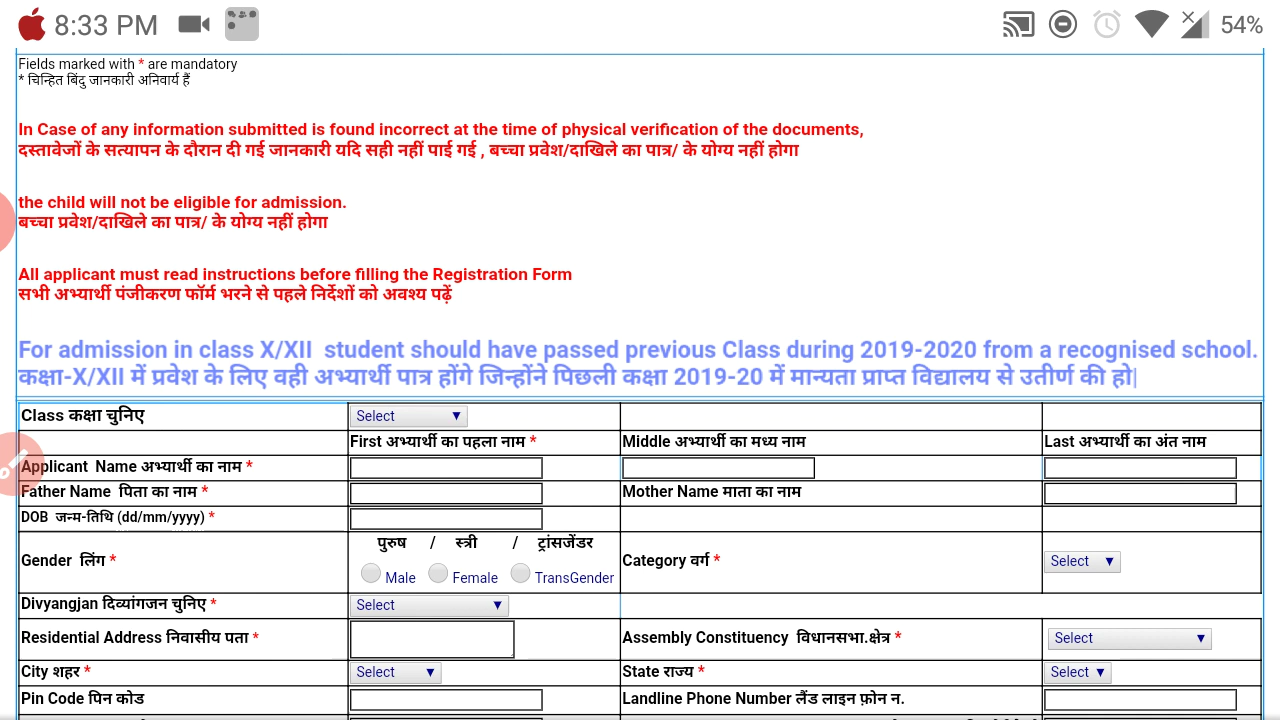 8:33 PM 54%
Fields marked with * are mandatory
* चिन्हित बिंदु जानकारी अनिवार्य हैं
In Case of any information submitted is found incorrect at the time of physical verification of the documents,
दस्तावेजों के सत्यापन के दौरान दी गई जानकारी यदि सही नहीं पाई गई , बच्चा प्रवेश/दाखिले का पात्र/ के योग्य नहीं होगा
the child will not be eligible for admission.
बच्चा प्रवेश/दाखिले का पात्र/ के योग्य नहीं होगा
All applicant must read instructions before filling the Registration Form
सभी अभ्यार्थी पंजीकरण फॉर्म भरने से पहले निर्देशों को अवश्य पढ़ें
For admission in class X/XII student should have passed previous Class during 2019-2020 from a recognised school.
कक्षा-X/XII में प्रवेश के लिए वही अभ्यार्थी पात्र होंगे जिन्होंने पिछली कक्षा 2019-20 में मान्यता प्राप्त विद्यालय से उतीर्ण की हो|
Class कक्षा चुनिए Select
First अभ्यार्थी का पहला नाम * Middle अभ्यार्थी का मध्य नाम Last अभ्यार्थी का अंत नाम
Applicant Name अभ्यार्थी का नाम *
Father Name पिता का नाम * Mother Name माता का नाम
DOB जन्म-तिथि (dd/mm/yyyy) *
पुरुष / स्त्री / ट्रांसजेंडर
Gender लिंग * Male Female TransGender Category वर्ग * Select
Divyangjan दिव्यांगजन चुनिए * Select
Residential Address निवासीय पता * Assembly Constituency विधानसभा.क्षेत्र * Select
City शहर * Select State राज्य * Select
Pin Code पिन कोड Landline Phone Number लैंड लाइन फ़ोन न.